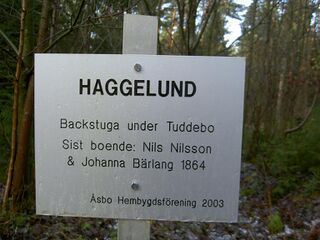 HAGGELUND
Backstuga under Tuddebo
Sist boende: Nils Nilsson
& Johanna Bärlang 1864
Åsbo Hembygdsförening 2003